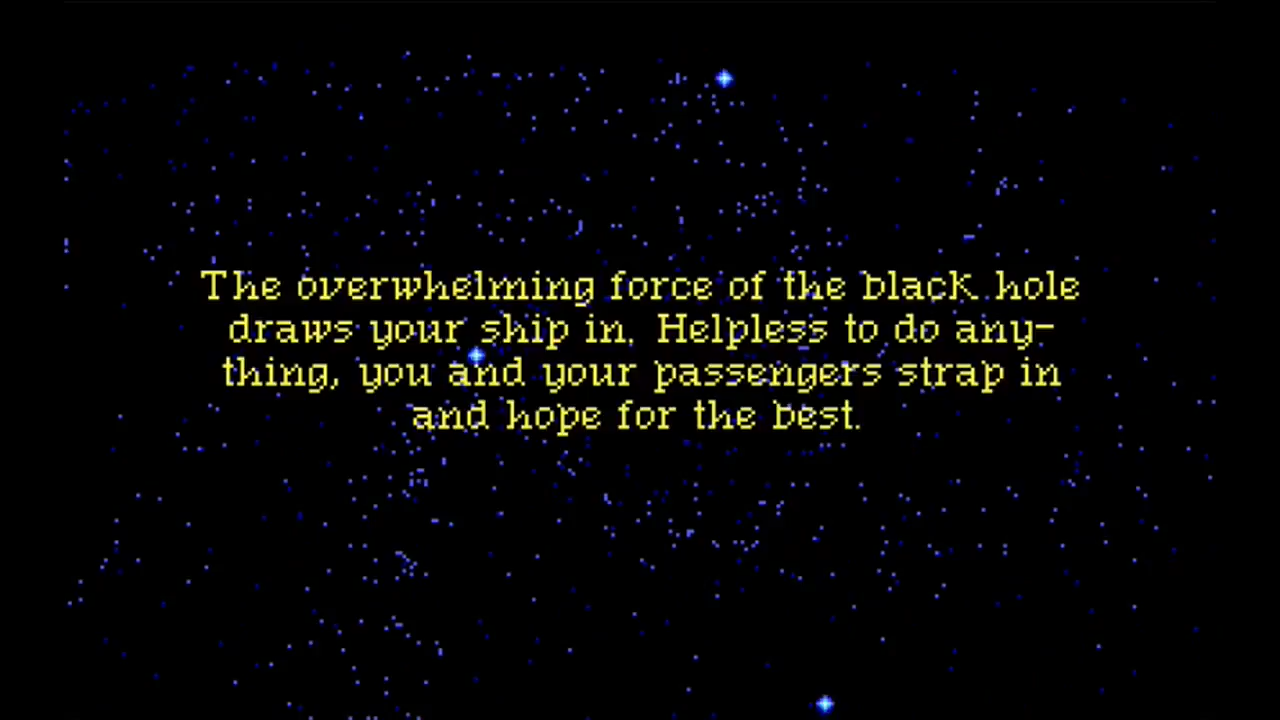 The overwhelming force of the black hole
draws your ship in. Helpless to do any-
thing, you and your passengers strap in
and hope for the best.